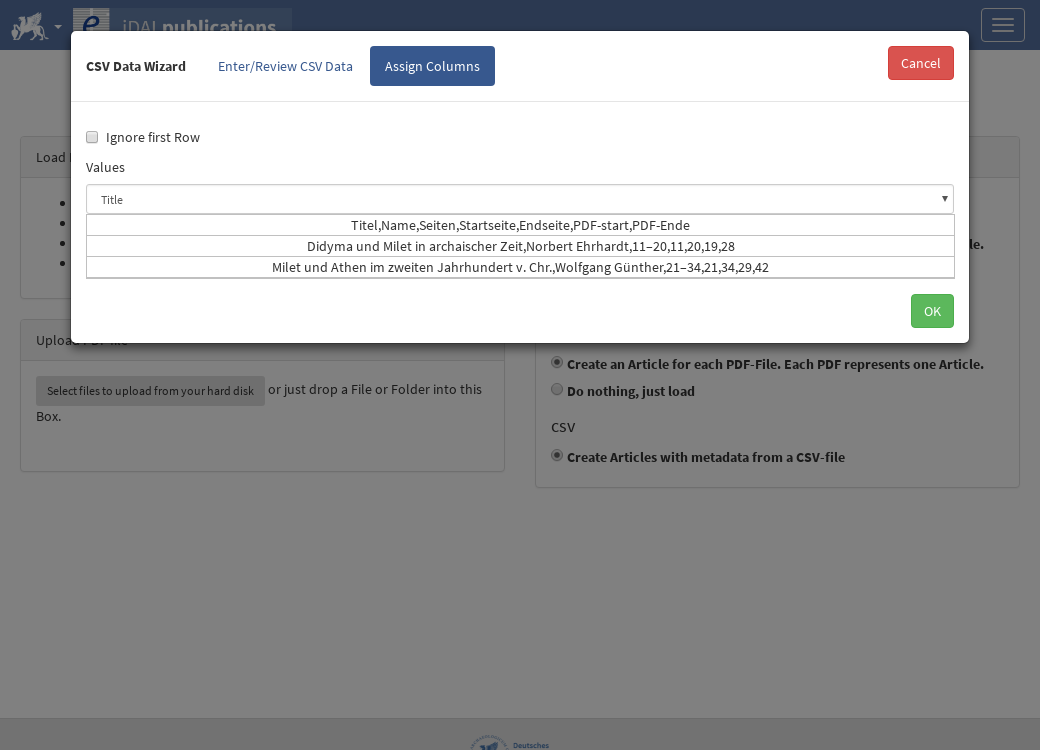 iDAI.publications
CSV Data Wizard
Enter/Review CSV Data
Assign Columns
Cancel
Ignore first Row
Values
Title
Titel,Name,Seiten,Startseite,Endseite,PDF-start,PDF-Ende
Didyma und Milet in archaischer Zeit,Norbert Ehrhardt,11–20,11,20,19,28
Milet und Athen im zweiten Jahrhundert v. Chr.,Wolfgang Günther,21–34,21,34,29,42
OK
Load
Upload PDF file
Select files to upload from your hard disk or just drop a File or Folder into this
Box.
Create an Article for each PDF-File. Each PDF represents one Article.
Do nothing, just load
CSV
Create Articles with metadata from a CSV-file
Deutsches